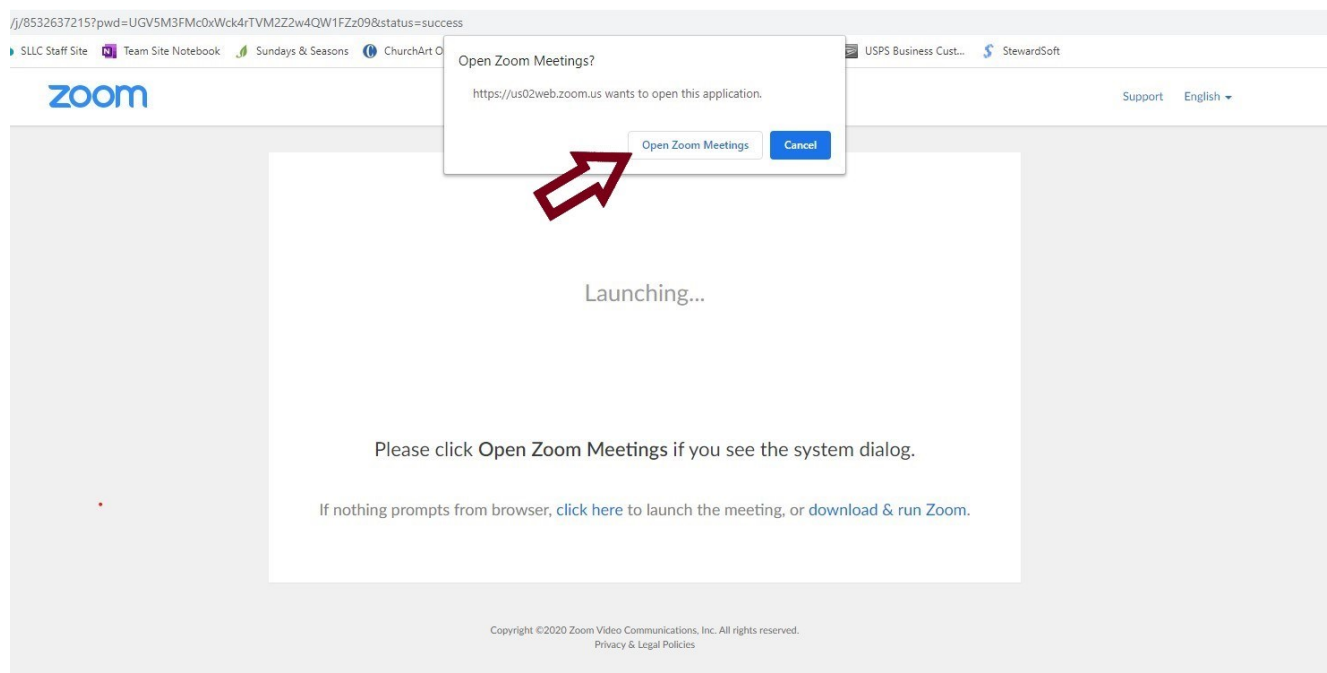 /j/8532637215?pwd=UGV5M3FMc0xWck4rTVM2Z2w4QW1FZz09&status=success
SLLC Staff Site Team Site Notebook Sundays & Seasons ChurchArt O USPS Business Cust... StewardSoft
Open Zoom Meetings?
https://us02web.zoom.us wants to open this application.
Open Zoom Meetings Cancel
zoom
Support English
Launching...
Please click Open Zoom Meetings if you see the system dialog.
If nothing prompts from browser, click here to launch the meeting, or download & run Zoom.
Copyright ©2020 Zoom Video Communications, Inc. All rights reserved.
Privacy & Legal Policies